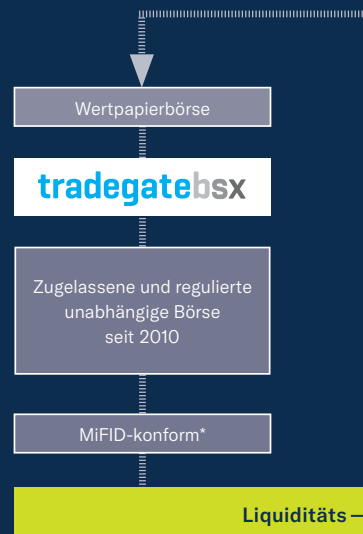 Wertpapierbörse
tradegatebsx
Zugelassene und regulierte
unabhängige Börse
seit 2010
MiFID-konform*
Liquiditäts –